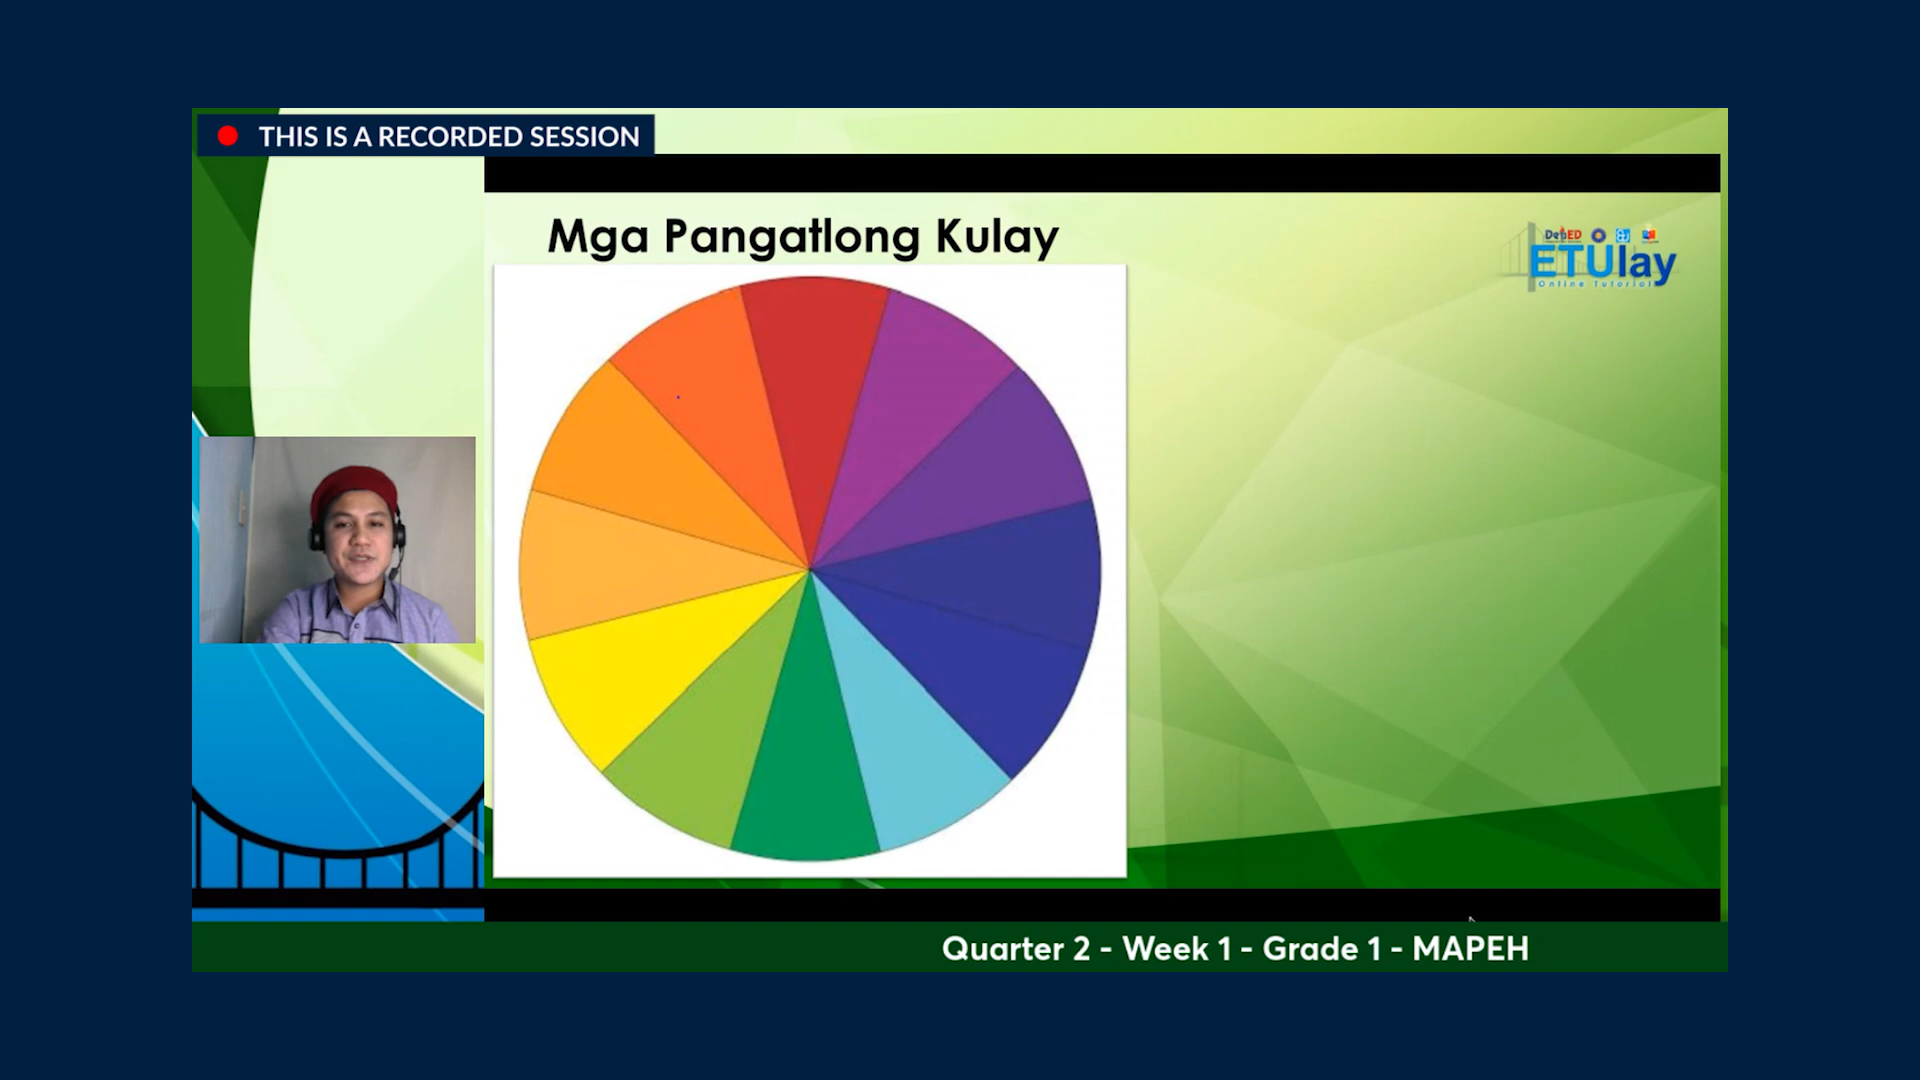 THIS IS A RECORDED SESSION
Mga Pangatlong Kulay
DepED
ETUlay
Online Tutorial
Quarter 2 - Week 1 - Grade 1 - MAPEH